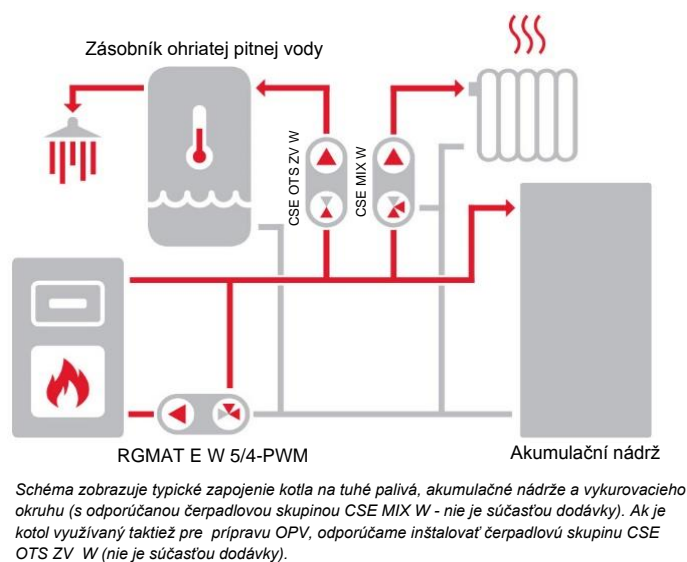 Zásobník ohriatej pitnej vody
CSE OTS ZV W
CSE MIX W
RGMAT E W 5/4-PWM
Akumulační nádrž
Schéma zobrazuje typické zapojenie kotla na tuhé palivá, akumulačné nádrže a vykurovacieho
okruhu (s odporúčanou čerpadlovou skupinou CSE MIX W - nie je súčasťou dodávky). Ak je
kotol využívaný taktiež pre prípravu OPV, odporúčame inštalovať čerpadlovú skupinu CSE
OTS ZV W (nie je súčasťou dodávky).